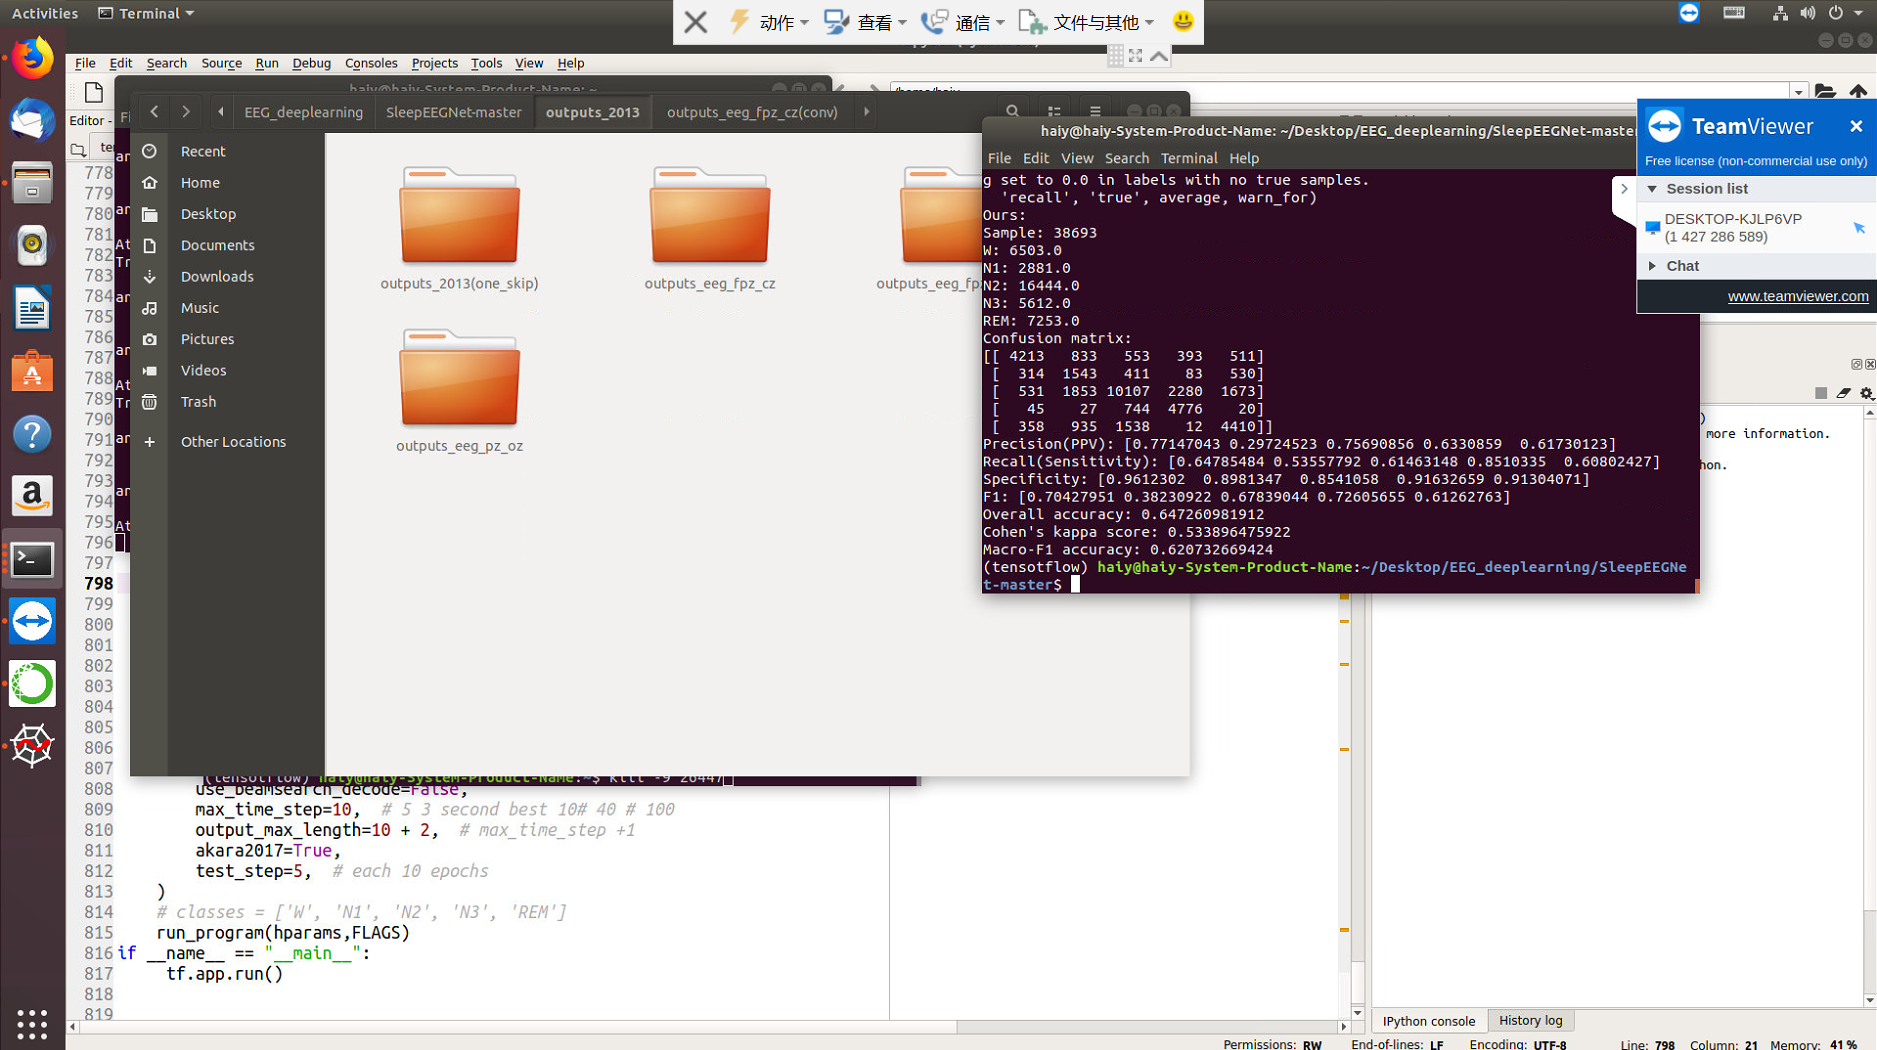 Activities
Terminal
动作
查看
通信
文件与其他
File Edit Search Source Run Debug Consoles Projects Tools View Help
haiy@haiy-System-Product-Name: ~
Editor -
EEG_deeplearning SleepEEGNet-master outputs_2013 outputs_eeg_fpz_cz(conv)
Recent
Home
Desktop
Documents
Downloads
Music
Pictures
Videos
Trash
Other Locations
outputs_2013(one_skip)
outputs_eeg_fpz_cz
outputs_eeg_fp
outputs_eeg_pz_oz
haiy@haiy-System-Product-Name: ~/Desktop/EEG_deeplearning/SleepEEGNet-master
File Edit View Search Terminal Help
g set to 0.0 in labels with no true samples.
'recall', 'true', average, warn_for)
Ours:
Sample: 38693
W: 6503.0
N1: 2881.0
N2: 16444.0
N3: 5612.0
REM: 7253.0
Confusion matrix:
[[ 4213 833 553 393 511]
[ 314 1543 411 83 530]
[ 531 1853 10107 2280 1673]
[ 45 27 744 4776 20]
[ 358 935 1538 12 4410]]
Precision(PPV): [0.77147043 0.29724523 0.75690856 0.6330859 0.61730123]
Recall(Sensitivity): [0.64785484 0.53557792 0.61463148 0.8510335 0.60802427]
Specificity: [0.9612302 0.8981347 0.8541058 0.91632659 0.91304071]
F1: [0.70427951 0.38230922 0.67839044 0.72605655 0.61262763]
Overall accuracy: 0.647260981912
Cohen's kappa score: 0.533896475922
Macro-F1 accuracy: 0.620732669424
(tensotflow) haiy@haiy-System-Product-Name:~/Desktop/EEG_deeplearning/SleepEEGNe
t-master$
TeamViewer
Free license (non-commercial use only)
Session list
DESKTOP-KJLP6VP
(1 427 286 589)
Chat
www.teamviewer.com
more information.
hon.
778
779
780
781
782
783
784
785
786
787
788
789
790
791
792
793
794
795
796
797
798
799
800
801
802
803
804
805
806
807
(tensotflow) haiy@haiy-System-Product-Name:~$ kill -9 26447
808 use_beamsearch_decode=False,
809 max_time_step=10, # 5 3 second best 10# 40 # 100
810 output_max_length=10 + 2, # max_time_step +1
811 akara2017=True,
812 test_step=5, # each 10 epochs
813 )
814 # classes = ['W', 'N1', 'N2', 'N3', 'REM']
815 run_program(hparams,FLAGS)
816 if __name__ == "__main__":
817 tf.app.run()
818
819
IPython console History log
Permissions: RW End-of-lines: LF Encoding: UTF-8 Line: 798 Column: 21 Memory: 41 %